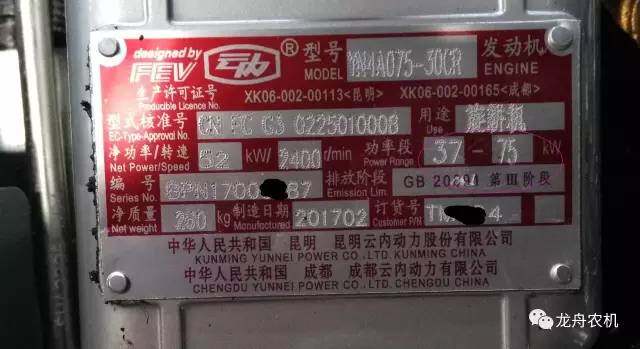 designed by FEV 云内 ® 型号 MODEL YN4A075-30CR 发动机 ENGINE
生产许可证号 Producible Licence No. XK06-002-00113<昆明> XK06-002-00165<成都>
型式核准号 EC-Type-Approval No. CN FC G3 0225010008 用途 Use
净功率/转速 Net Power/Speed 52 kW/ 2400 r/min 功率段 Power Range 37-75 kW
编号 Series No. 87 排放阶段 Emission Lim. GB 20891 第Ⅲ阶段
净质量 Net weight 280 kg 制造日期 Manufacturing date 201702 订货号 Customer P/R
中华人民共和国 昆明 昆明云内动力股份有限公司
KUNMING YUNNEI POWER CO.,LTD. KUNMING CHINA
中华人民共和国 成都 成都云内动力有限公司
CHENGDU YUNNEI POWER CO.,LTD. CHENGDU CHINA
龙舟农机